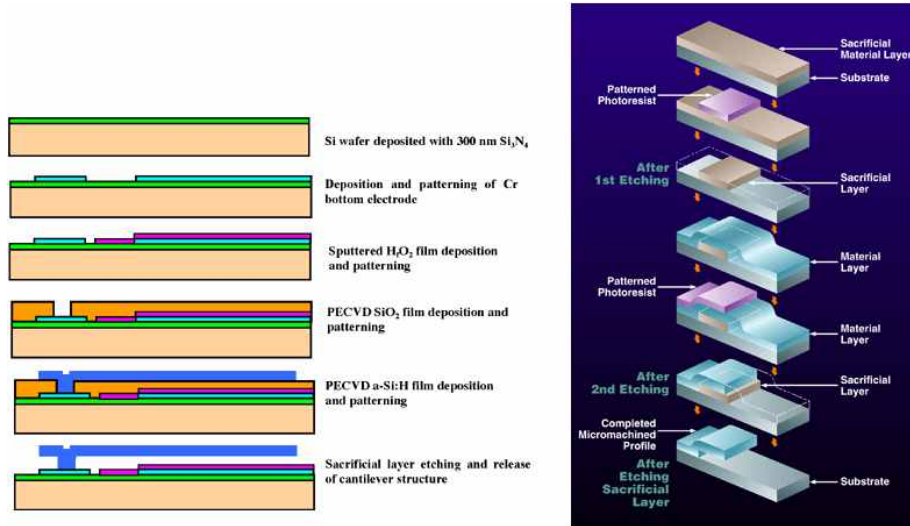 Si wafer deposited with 300 nm Si₃N₄
Deposition and patterning of Cr
bottom electrode
Sputtered HfO₂ film deposition
and patterning
PECVD SiO₂ film deposition and
patterning
PECVD a-Si:H film deposition
and patterning
Sacrificial layer etching and release
of cantilever structure
Sacrificial
Material Layer
Substrate
Patterned
Photoresist
After
1st Etching
Sacrificial
Layer
Material
Layer
Patterned
Photoresist
Material
Layer
After
2nd Etching
Sacrificial
Layer
Completed
Micromachined
Profile
After
Etching
Sacrificial
Layer
Substrate